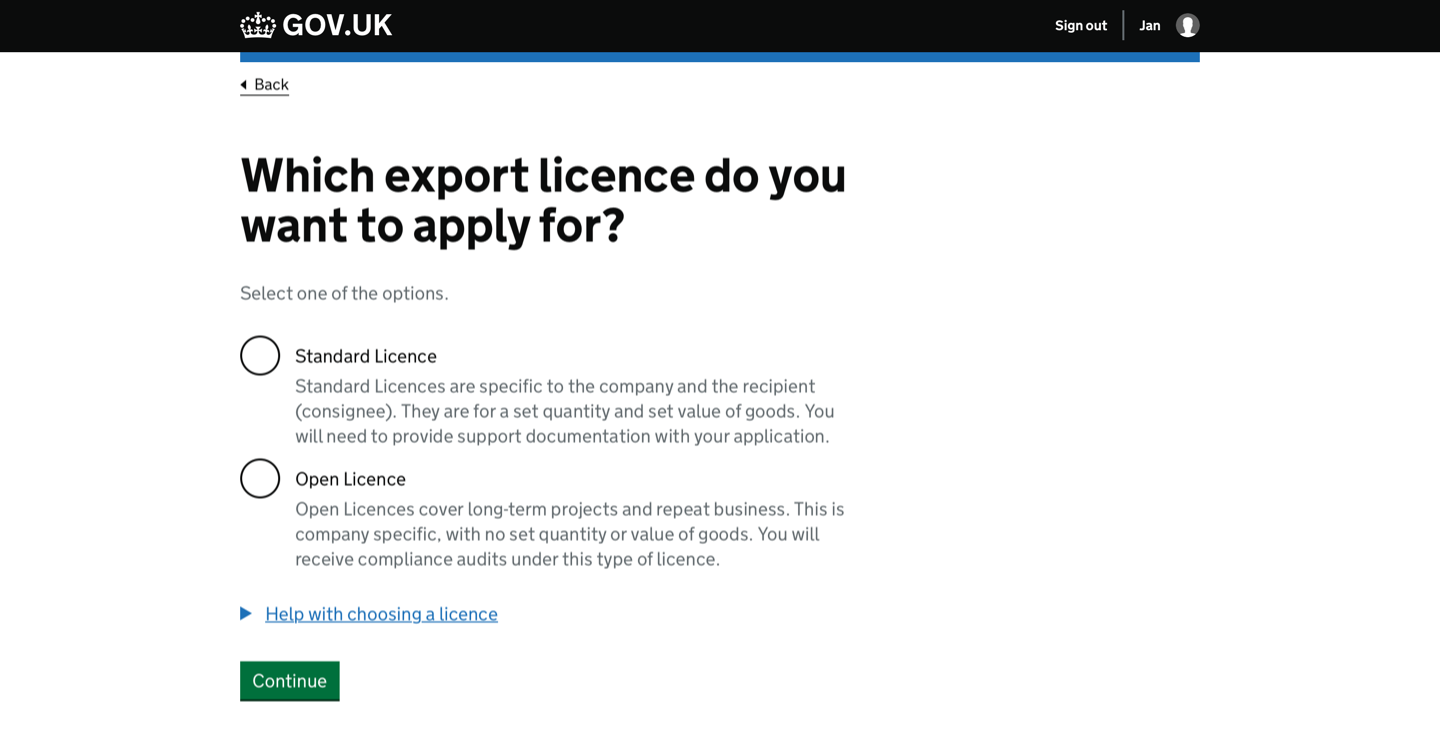 GOV.UK
Sign out
Jan
Back
Which export licence do you
want to apply for?
Select one of the options.
Standard Licence
Standard Licences are specific to the company and the recipient
(consignee). They are for a set quantity and set value of goods. You
will need to provide support documentation with your application.
Open Licence
Open Licences cover long-term projects and repeat business. This is
company specific, with no set quantity or value of goods. You will
receive compliance audits under this type of licence.
Help with choosing a licence
Continue